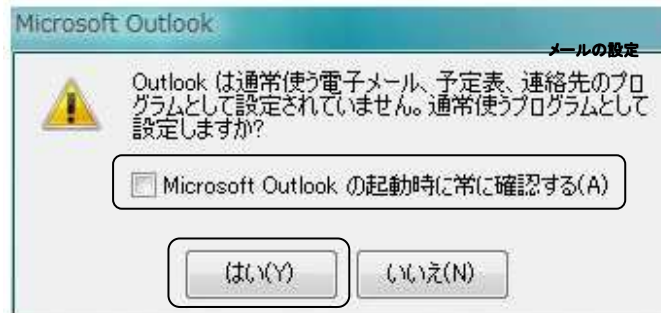 Microsoft Outlook
メールの設定
Outlook は通常使う電子メール、予定表、連絡先のプロ
グラムとして設定されていません。通常使うプログラムとして
設定しますか?
Microsoft Outlook の起動時に常に確認する(A)
はい(Y)
いいえ(N)